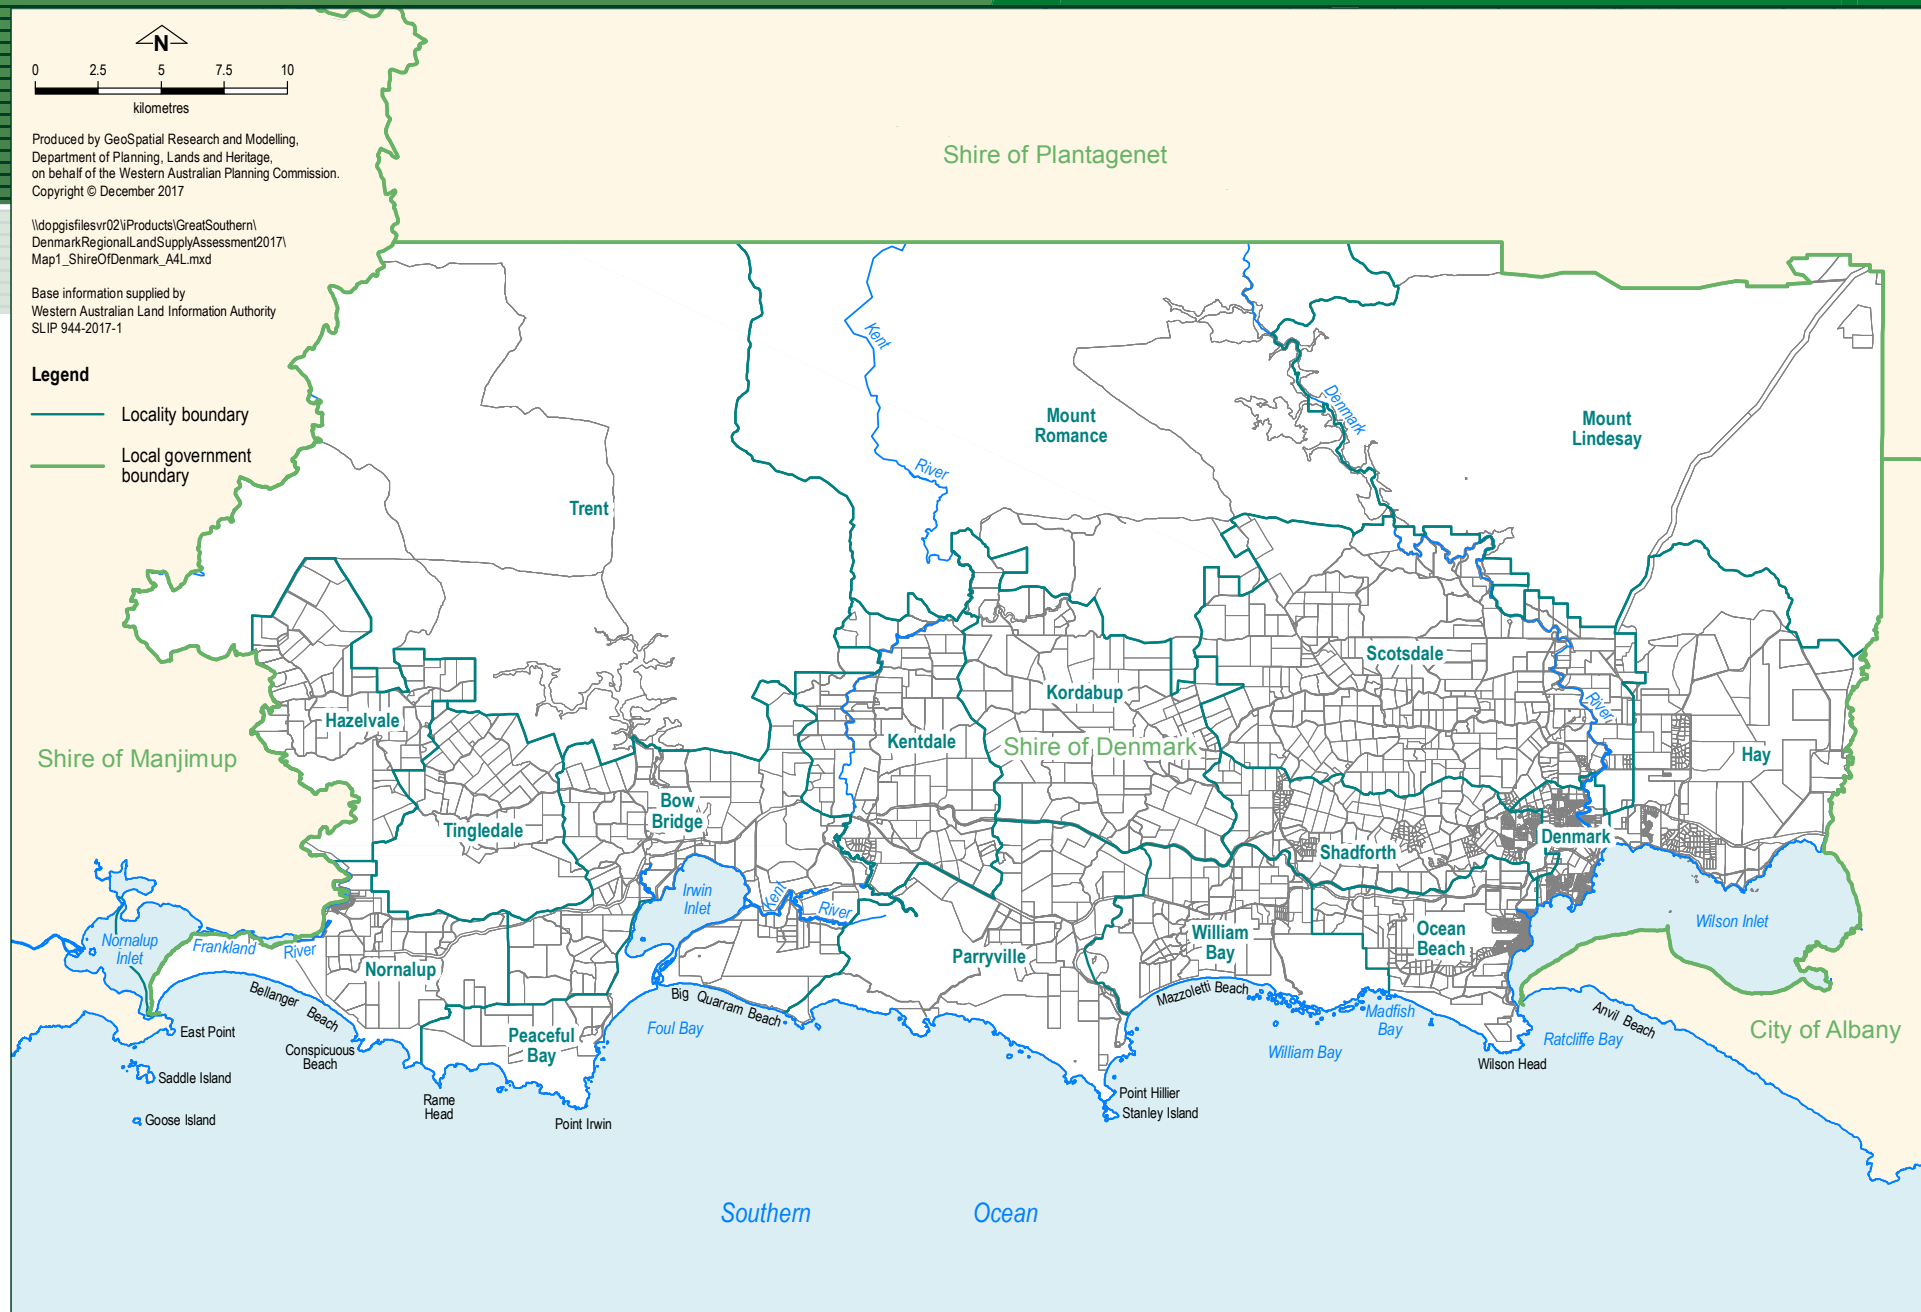 N
0 2.5 5 7.5 10
kilometres
Produced by GeoSpatial Research and Modelling,
Department of Planning, Lands and Heritage,
on behalf of the Western Australian Planning Commission.
Copyright © December 2017
\\dopgisfilesvr02\iProducts\GreatSouthern\
DenmarkRegionalLandSupplyAssessment2017\
Map1_ShireOfDenmark_A4L.mxd
Base information supplied by
Western Australian Land Information Authority
SLIP 944-2017-1
Legend
Locality boundary
Local government
boundary
Shire of Plantagenet
Kent
River
Denmark
River
Mount
Romance
Mount
Lindesay
Trent
Scotsdale
Kordabup
Hazelvale
Kentdale
Shire of Denmark
Hay
Shire of Manjimup
Bow
Bridge
Tingledale
Denmark
Shadforth
Irwin
Inlet
Kent
River
Wilson Inlet
Nornalup
Inlet
Frankland
River
William
Bay
Ocean
Beach
Parryville
Nornalup
Bellanger
Beach
Big Quarram Beach
Mazzoletti Beach
Anvil Beach
East Point
Foul Bay
Peaceful
Bay
Madfish
Bay
Ratcliffe Bay
City of Albany
Conspicuous
Beach
William Bay
Wilson Head
Saddle Island
Rame
Head
Point Hillier
Stanley Island
Goose Island
Point Irwin
Southern Ocean